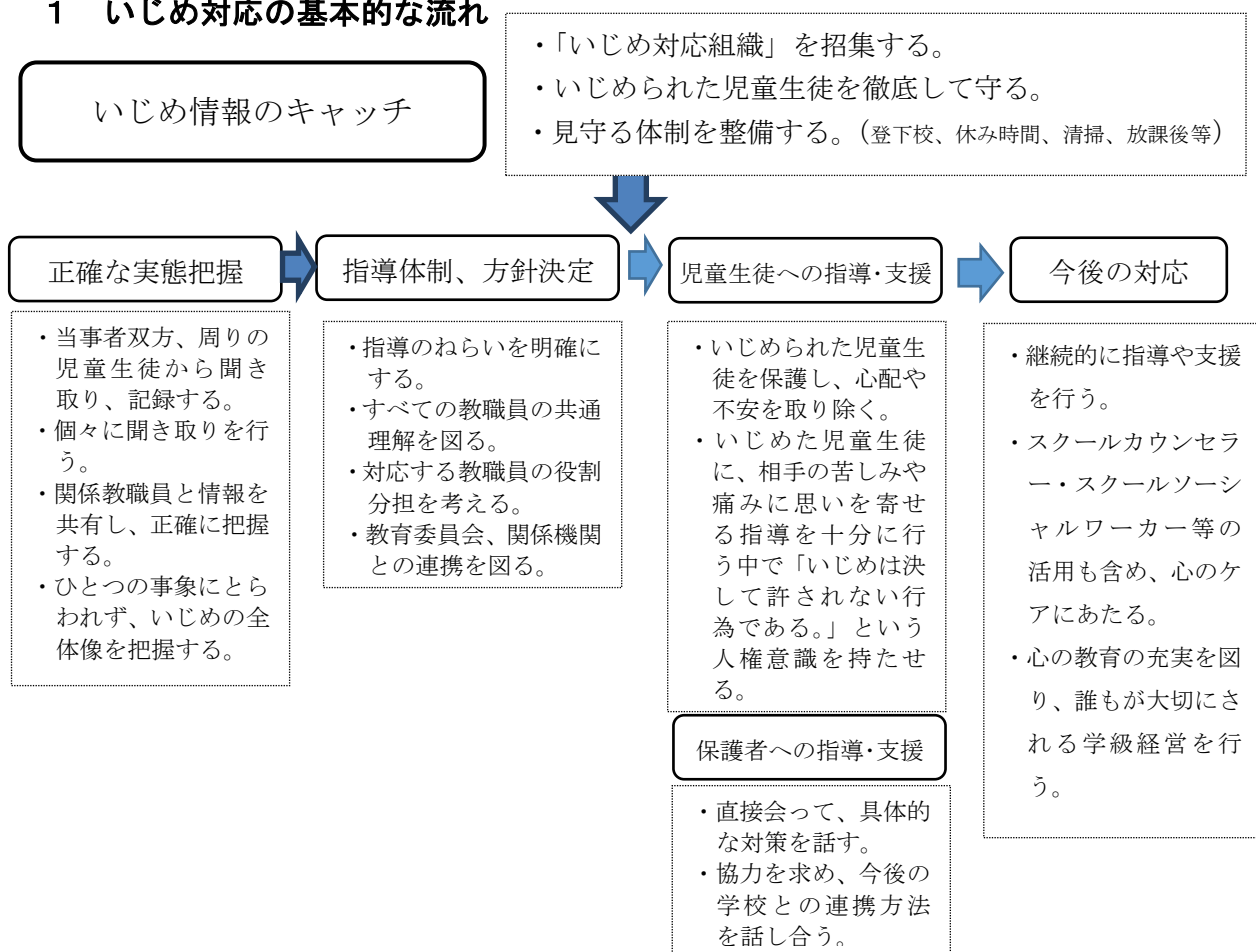 １　いじめ対応の基本的な流れ
いじめ情報のキャッチ
・「いじめ対応組織」を招集する。
・いじめられた児童生徒を徹底して守る。
・見守る体制を整備する。（登下校、休み時間、清掃、放課後等）
正確な実態把握
・当事者双方、周りの
児童生徒から聞き
取り、記録する。
・個々に聞き取りを行
う。
・関係教職員と情報を
共有し、正確に把握
する。
・ひとつの事象にとら
われず、いじめの全
体像を把握する。
指導体制、方針決定
・指導のねらいを明確に
する。
・すべての教職員の共通
理解を図る。
・対応する教職員の役割
分担を考える。
・教育委員会、関係機関
との連携を図る。
児童生徒への指導・支援
・いじめられた児童生
徒を保護し、心配や
不安を取り除く。
・いじめた児童生徒
に、相手の苦しみや
痛みに思いを寄せ
る指導を十分に行
う中で「いじめは決
して許されない行
為である。」という
人権意識を持たせ
る。
保護者への指導・支援
・直接会って、具体的
な対策を話す。
・協力を求め、今後の
学校との連携方法
を話し合う。
今後の対応
・継続的に指導や支援
を行う。
・スクールカウンセラ
ー・スクールソーシ
ャルワーカー等の
活用も含め、心のケ
アにあたる。
・心の教育の充実を図
り、誰もが大切にさ
れる学級経営を行
う。